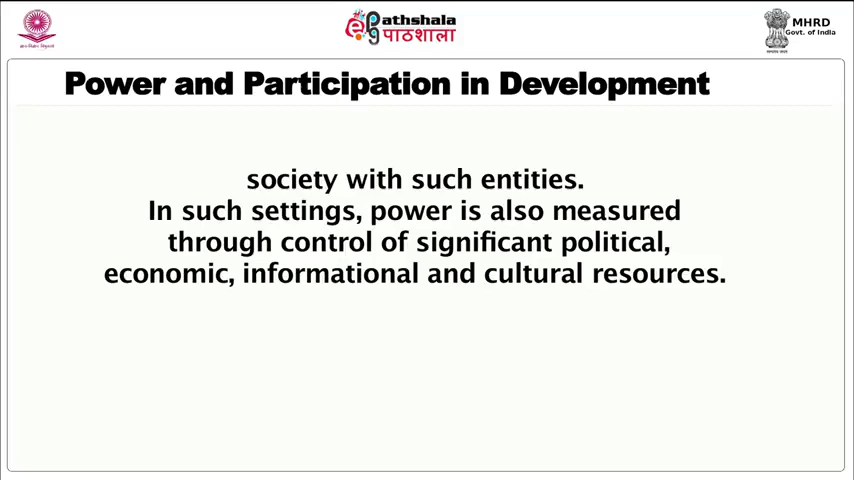 Pathshala
पाठशाला
MHRD
Govt. of India
Power and Participation in Development
society with such entities.
In such settings, power is also measured
through control of significant political,
economic, informational and cultural resources.